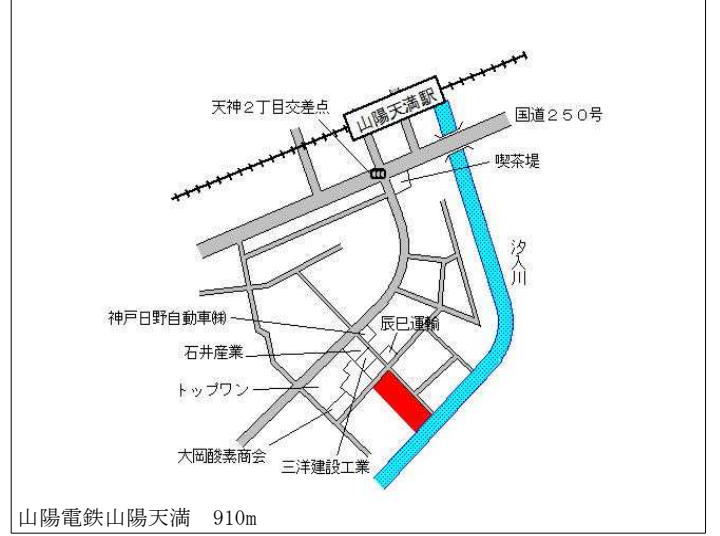 山陽天満駅
天神２丁目交差点
国道２５０号
喫茶堤
汐入川
神戸日野自動車㈱
辰巳運輸
石井産業
トップワン
大岡酸素商会
三洋建設工業
山陽電鉄山陽天満　910m